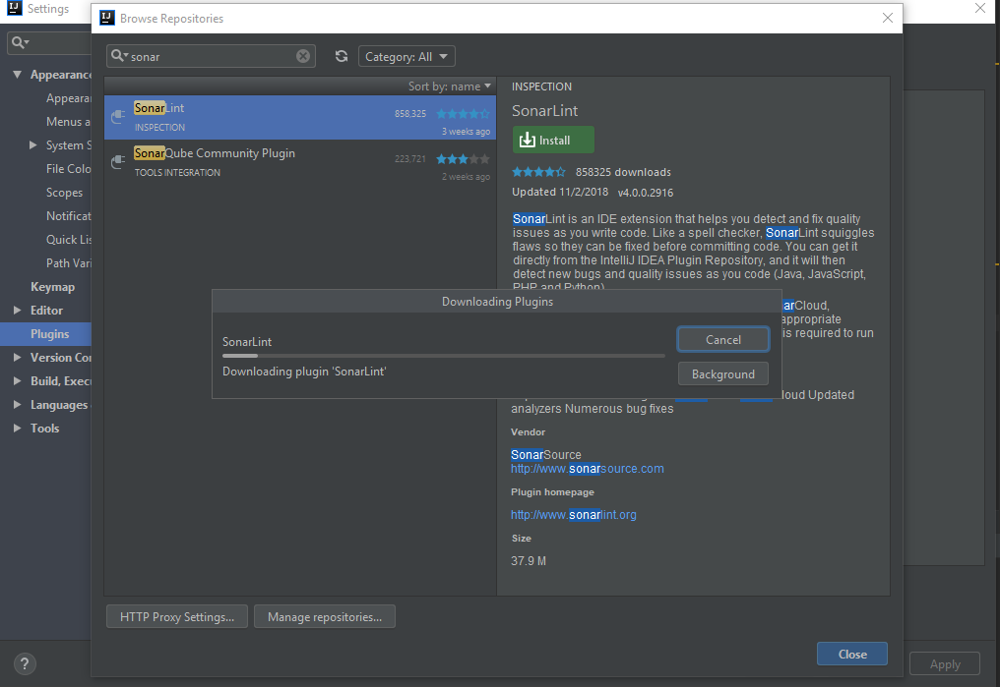 Settings
Browse Repositories
sonar
Category: All
Appearance
Appeara
Menus a
System S
File Colo
Scopes
Notificat
Quick Lis
Path Vari
Keymap
Editor
Plugins
Version Con
Build, Execu
Languages
Tools
Sort by: name
SonarLint
858,325
INSPECTION
3 weeks ago
SonarQube Community Plugin
223,721
TOOLS INTEGRATION
2 weeks ago
INSPECTION
SonarLint
Install
858325 downloads
Updated 11/2/2018 v4.0.0.2916
SonarLint is an IDE extension that helps you detect and fix quality
issues as you write code. Like a spell checker, SonarLint squiggles
flaws so they can be fixed before committing code. You can get it
directly from the IntelliJ IDEA Plugin Repository, and it will then
detect new bugs and quality issues as you code (Java, JavaScript,
PHP and Python)
arCloud,
appropriate
is required to run
Downloading Plugins
SonarLint
Cancel
Downloading plugin 'SonarLint'
Background
loud Updated
analyzers Numerous bug fixes
Vendor
SonarSource
http://www.sonarsource.com
Plugin homepage
http://www.sonarlint.org
Size
37.9 M
HTTP Proxy Settings...
Manage repositories...
Close
?
Apply